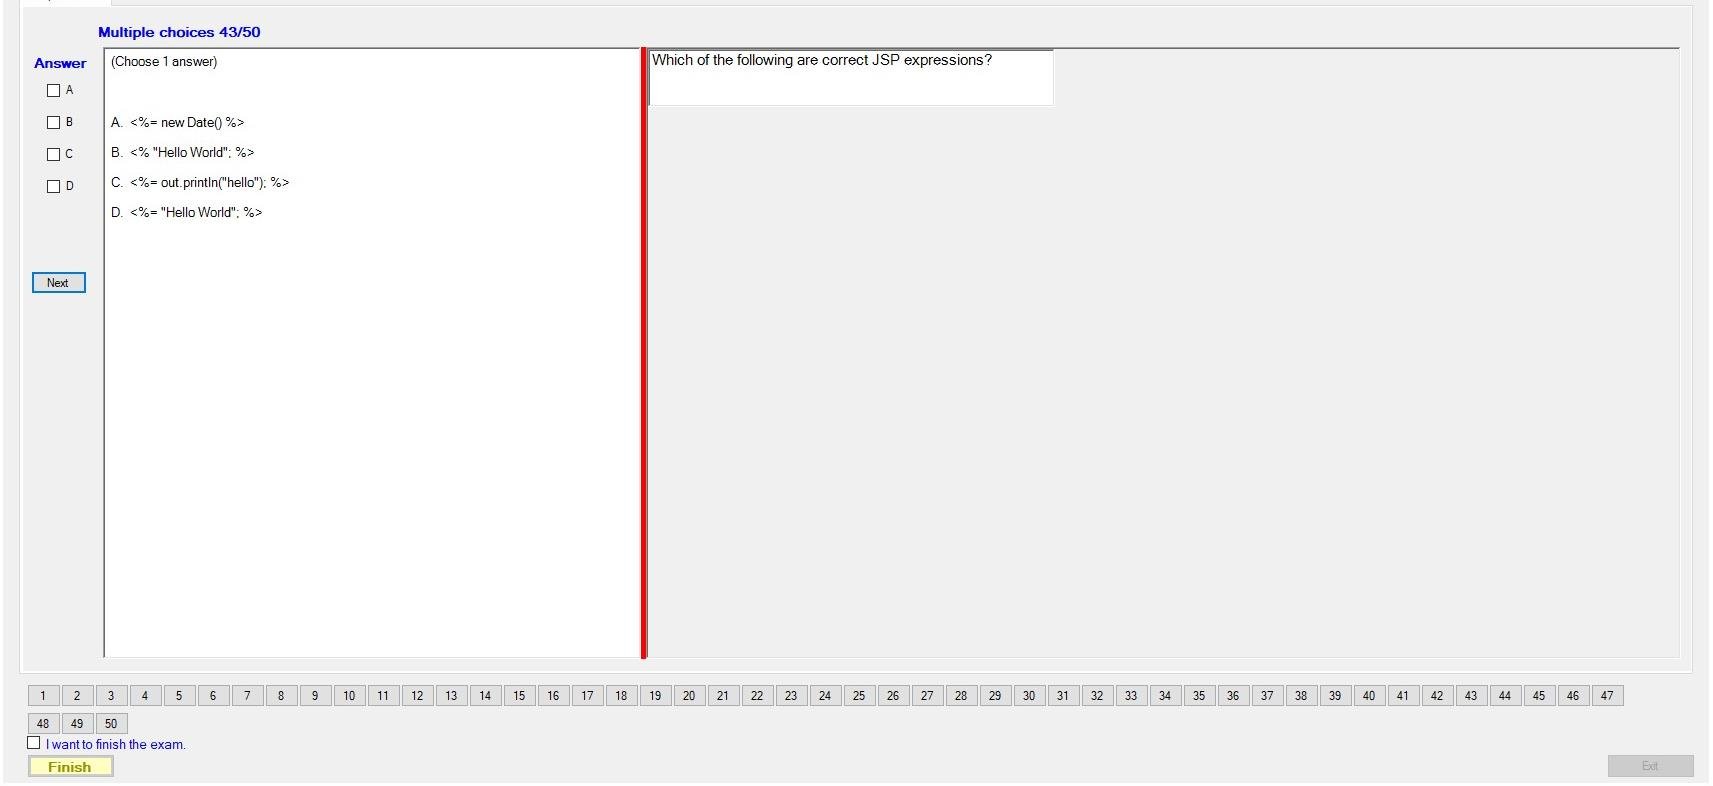 Multiple choices 43/50
Answer
(Choose 1 answer)
Which of the following are correct JSP expressions?
A
B
C
D
A. <%= new Date() %>
B. <% "Hello World"; %>
C. <%= out.println("hello"); %>
D. <%= "Hello World"; %>
Next
1 2 3 4 5 6 7 8 9 10 11 12 13 14 15 16 17 18 19 20 21 22 23 24 25 26 27 28 29 30 31 32 33 34 35 36 37 38 39 40 41 42 43 44 45 46 47
48 49 50
I want to finish the exam.
Finish
Exit